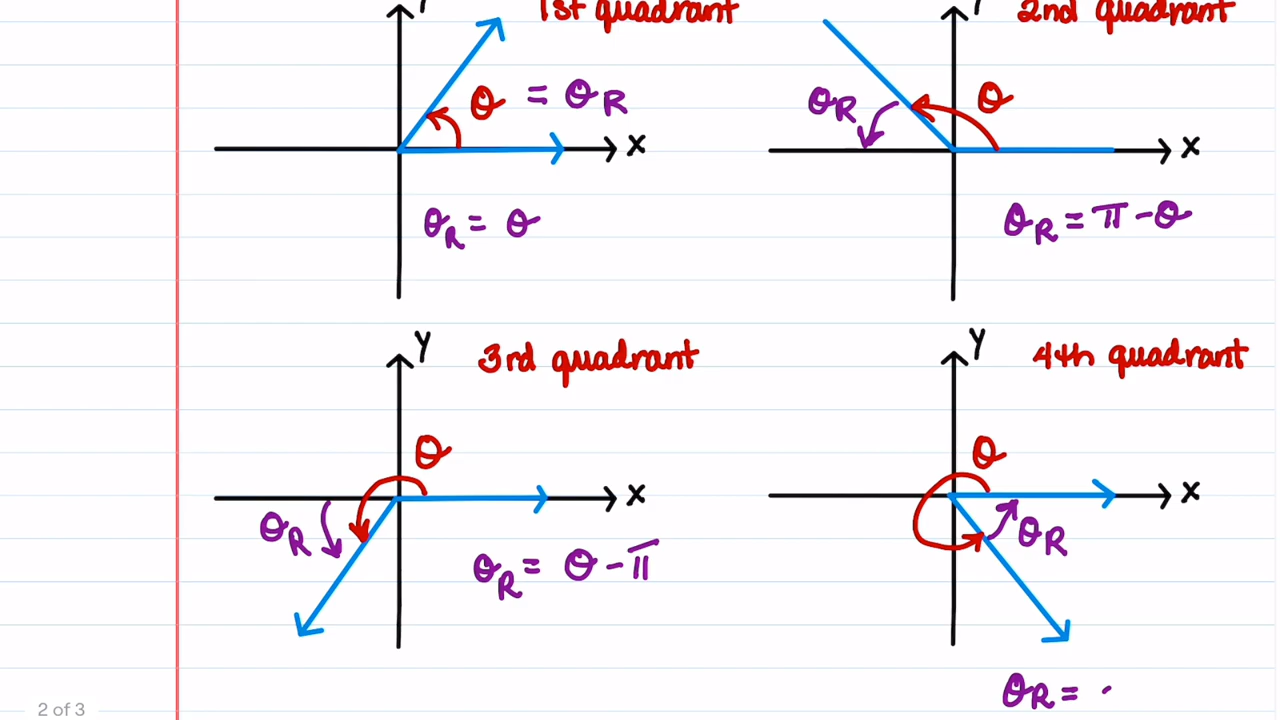 1st quadrant
θ = θR
x
θR = θ
2nd quadrant
θR
θ
x
θR = π - θ
y
3rd quadrant
θ
x
θR
θR = θ - π
y
4th quadrant
θ
x
θR
θR =
2 of 3